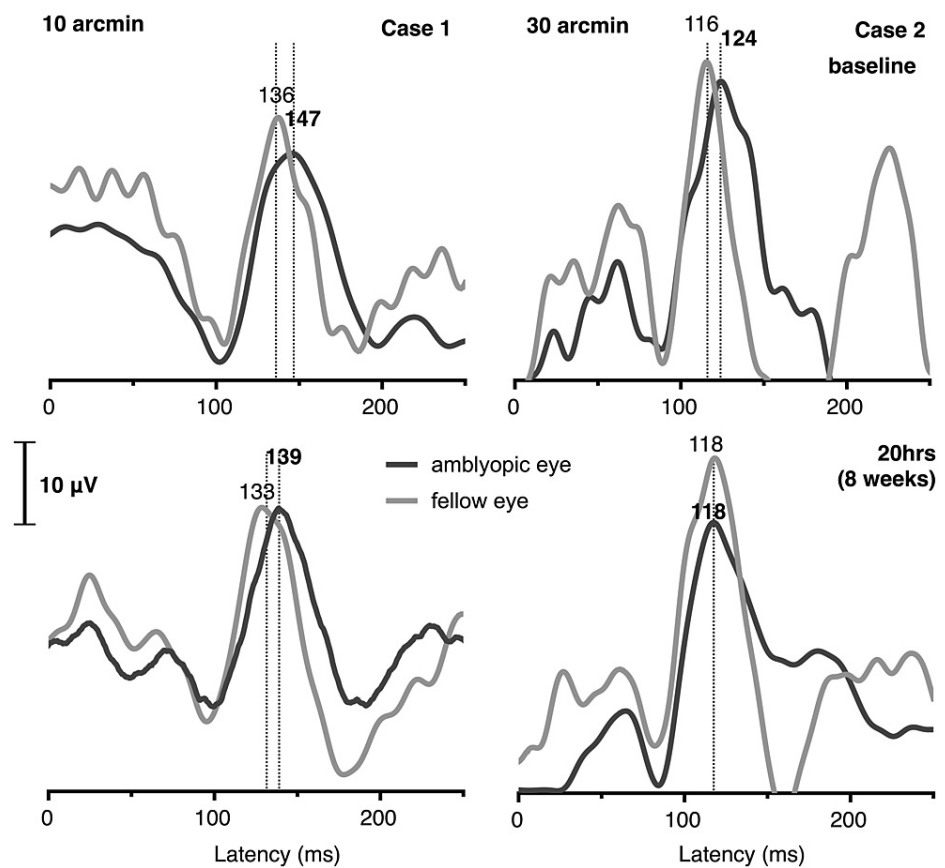 10 arcmin
Case 1
136
147
0
100
200
30 arcmin
Case 2
baseline
116
124
0
100
200
10 µV
139
133
0
100
200
Latency (ms)
amblyopic eye
fellow eye
118
118
20hrs
(8 weeks)
0
100
200
Latency (ms)